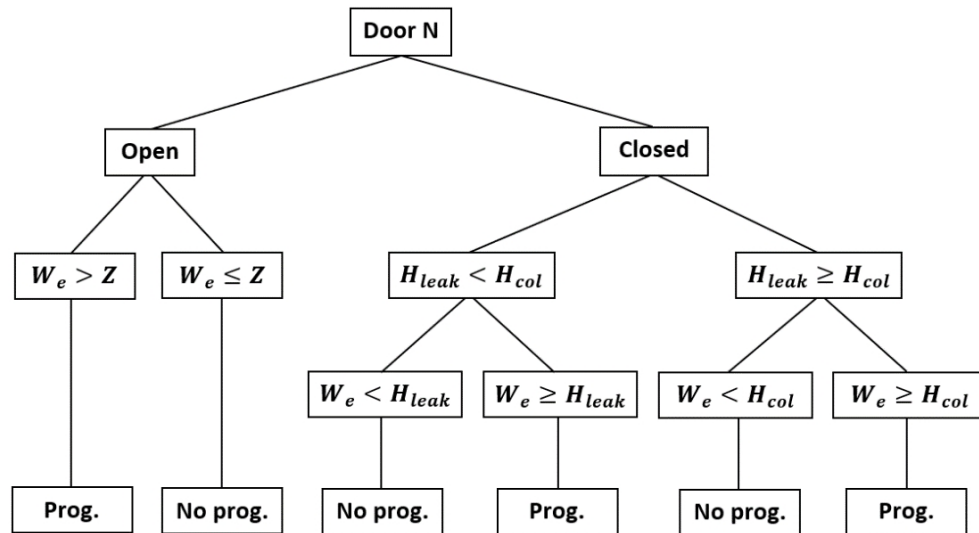 Door N
Open
Closed
W_e > Z
W_e ≤ Z
H_leak < H_col
H_leak ≥ H_col
W_e < H_leak
W_e ≥ H_leak
W_e < H_col
W_e ≥ H_col
Prog.
No prog.
No prog.
Prog.
No prog.
Prog.